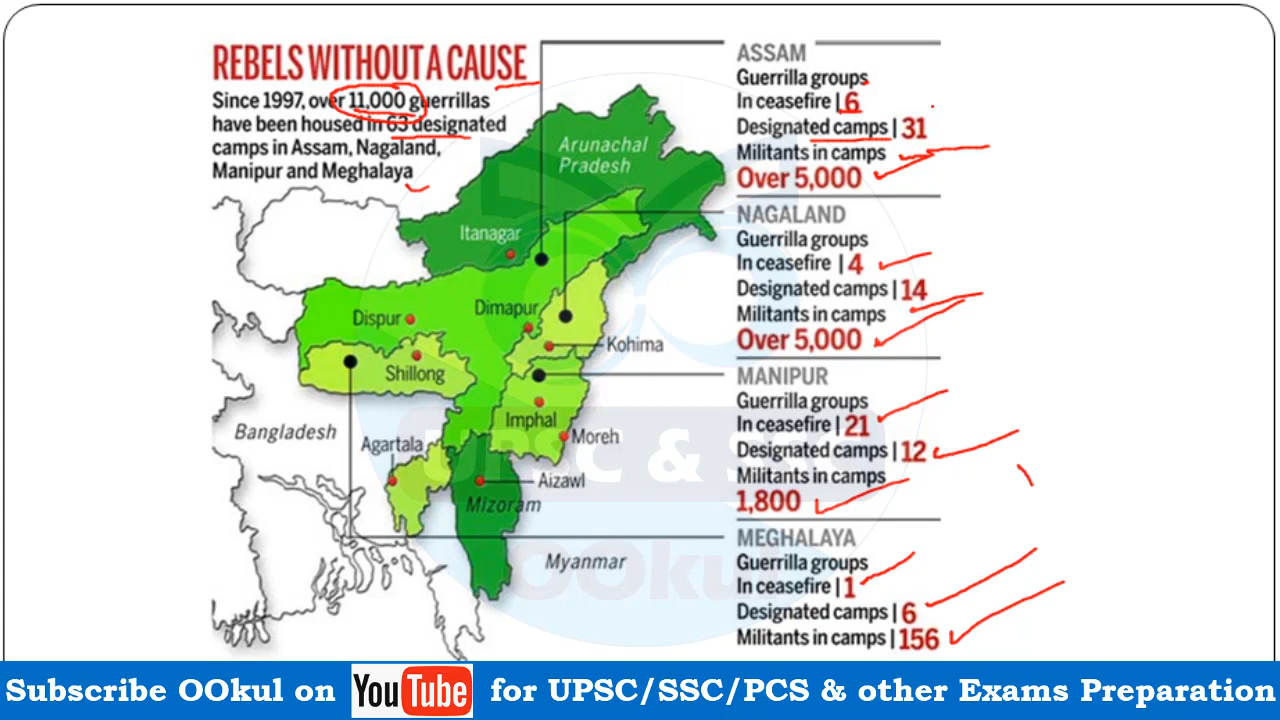 REBELS WITHOUT A CAUSE
Since 1997, over 11,000 guerrillas
have been housed in 63 designated
camps in Assam, Nagaland,
Manipur and Meghalaya
ASSAM
Guerrilla groups
In ceasefire | 6
Designated camps | 31
Militants in camps
Over 5,000
NAGALAND
Guerrilla groups
In ceasefire | 4
Designated camps | 14
Militants in camps
Over 5,000
MANIPUR
Guerrilla groups
In ceasefire | 21
Designated camps | 12
Militants in camps
1,800
MEGHALAYA
Guerrilla groups
In ceasefire | 1
Designated camps | 6
Militants in camps | 156
Arunachal
Pradesh
Itanagar
Dimapur
Dispur
Kohima
Shillong
Imphal
Moreh
Bangladesh
Agartala
Aizawl
Mizoram
Myanmar
UPSC & SSC
OOkul
Subscribe OOkul on YouTube for UPSC/SSC/PCS & other Exams Preparation